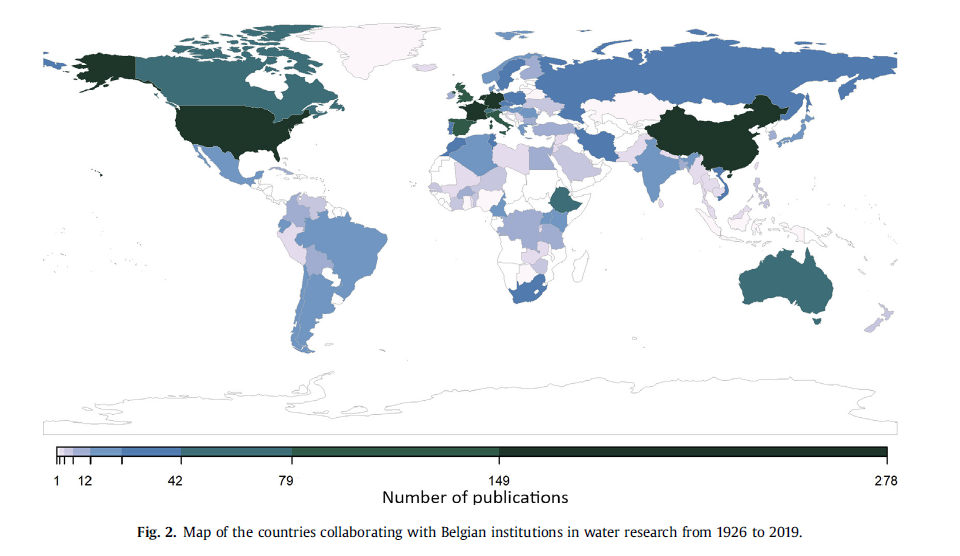 1 12 42 79 149 278
Number of publications
Fig. 2. Map of the countries collaborating with Belgian institutions in water research from 1926 to 2019.